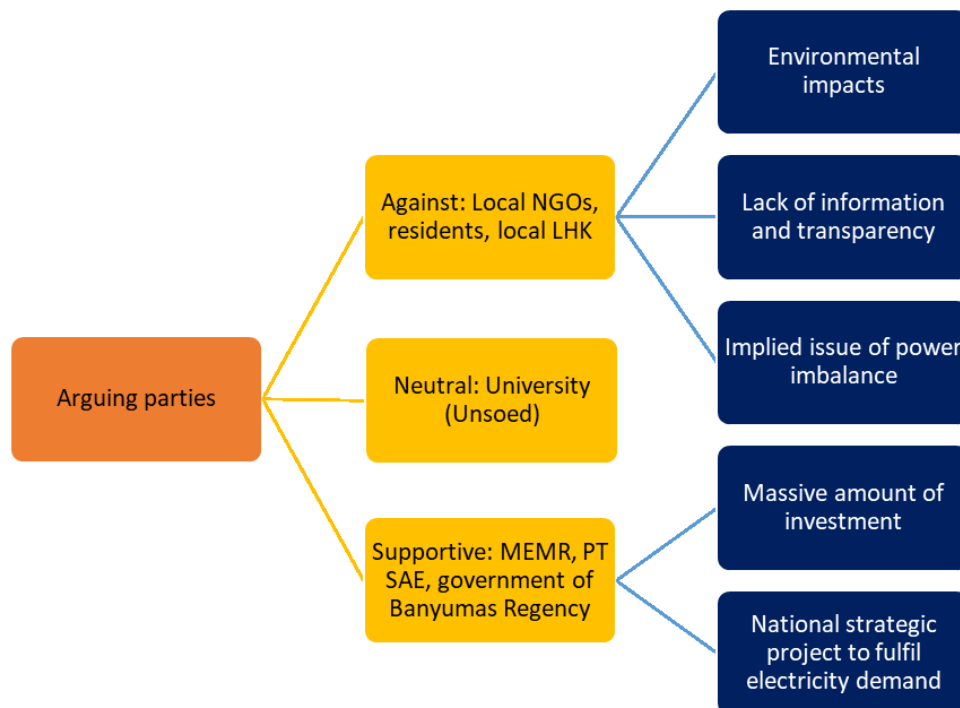 Arguing parties
Against: Local NGOs,
residents, local LHK
Environmental
impacts
Lack of information
and transparency
Implied issue of power
imbalance
Neutral: University
(Unsoed)
Supportive: MEMR, PT
SAE, government of
Banyumas Regency
Massive amount of
investment
National strategic
project to fulfil
electricity demand